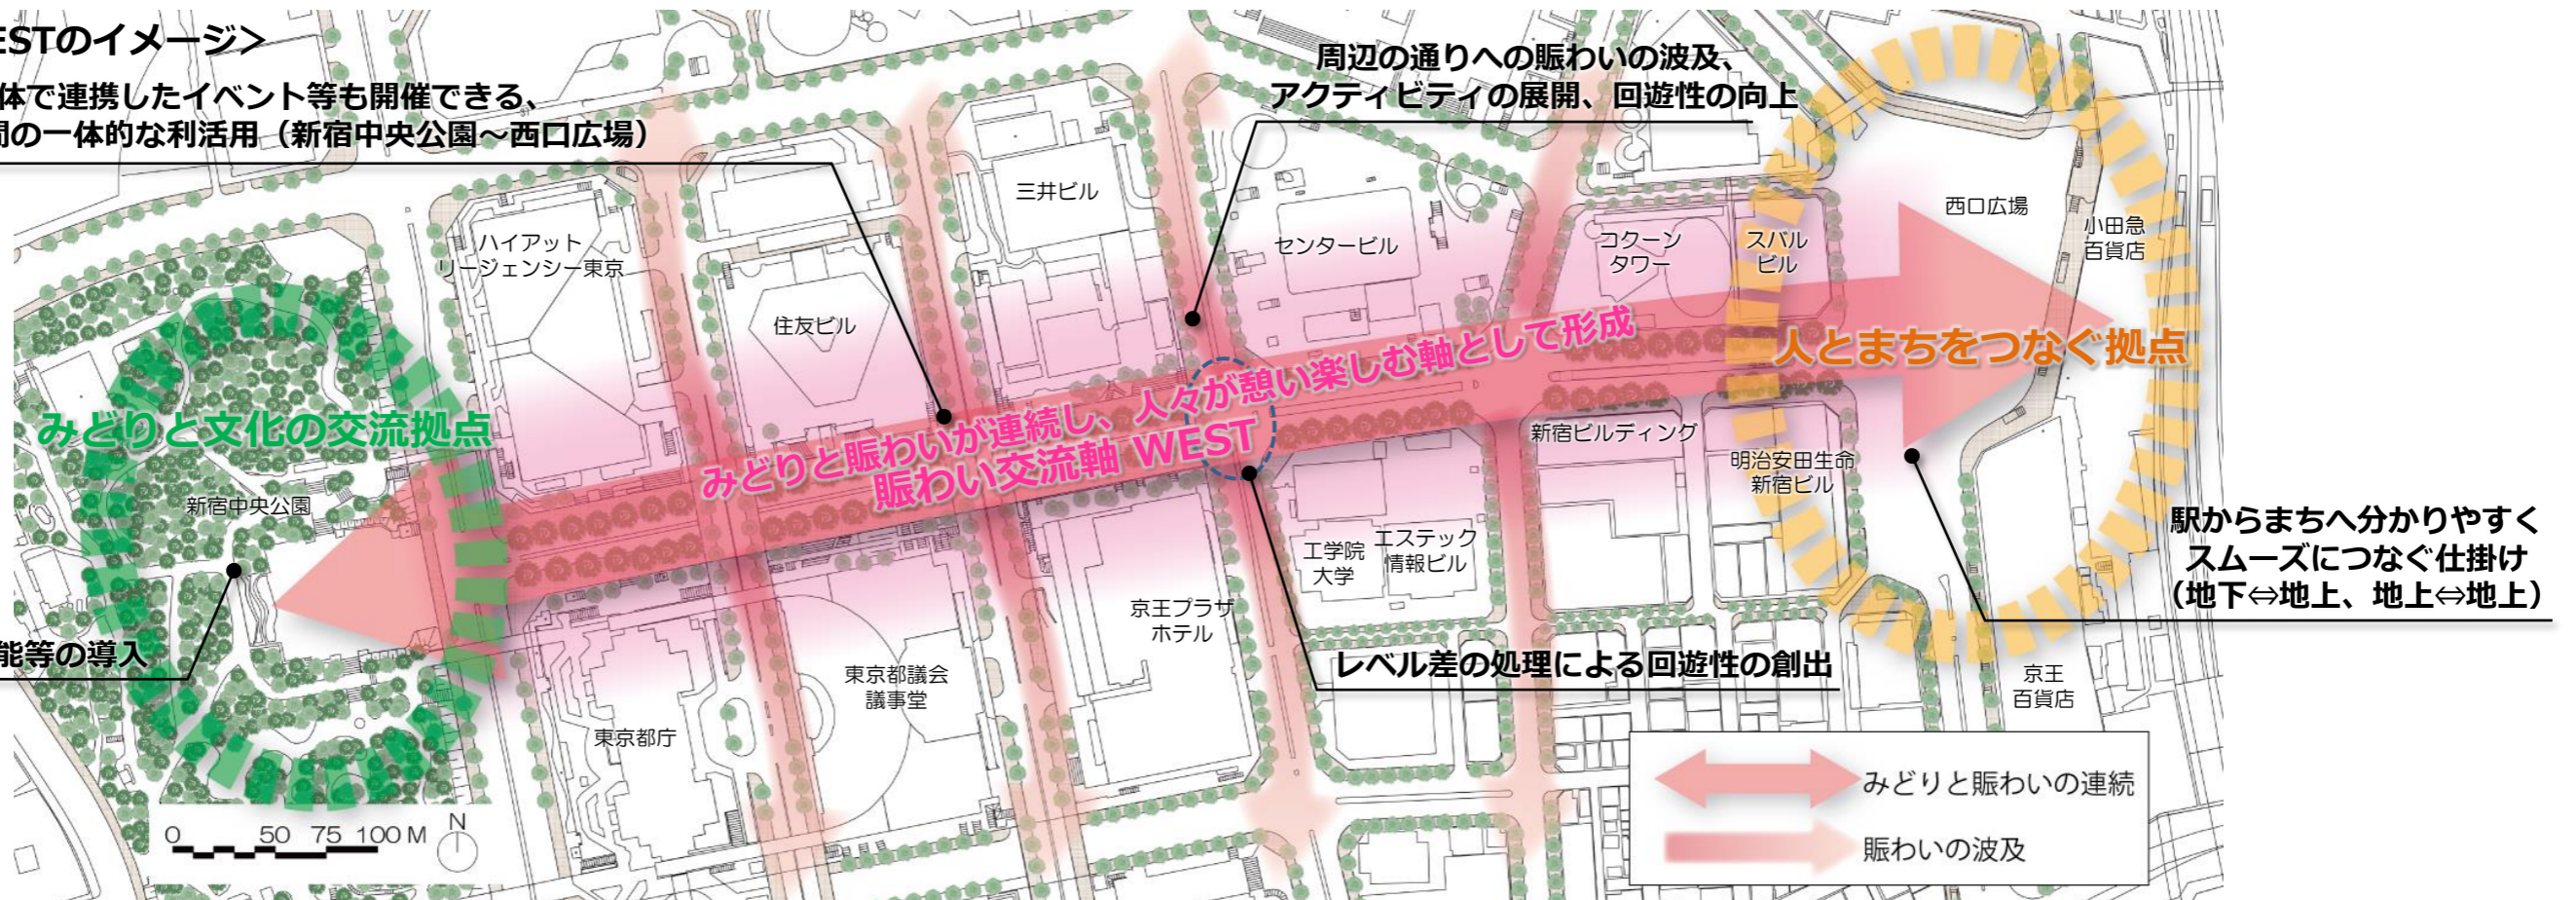 ESTのイメージ＞
体で連携したイベント等も開催できる、
間の一体的な利活用（新宿中央公園～西口広場）
周辺の通りへの賑わいの波及、
アクティビティの展開、回遊性の向上
三井ビル
西口広場
小田急
百貨店
ハイアット
リージェンシー東京
センタービル
コクーン
タワー
スバル
ビル
住友ビル
みどりと賑わいが連続し、人々が憩い楽しむ軸として形成
賑わい交流軸 WEST
人とまちをつなぐ拠点
みどりと文化の交流拠点
新宿中央公園
新宿ビルディング
明治安田生命
新宿ビル
工学院
大学
エステック
情報ビル
駅からまちへ分かりやすく
スムーズにつなぐ仕掛け
（地下⇔地上、地上⇔地上）
京王プラザ
ホテル
能等の導入
レベル差の処理による回遊性の創出
東京都議会
議事堂
東京都庁
京王
百貨店
みどりと賑わいの連続
賑わいの波及
0 50 75 100 M
N